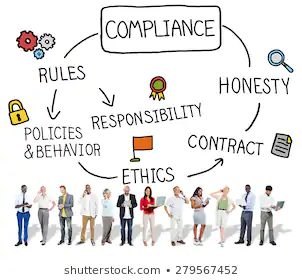 COMPLIANCE
RULES
HONESTY
RESPONSIBILITY
POLICIES
& BEHAVIOR
CONTRACT
ETHICS
shutterstock.com • 279567452